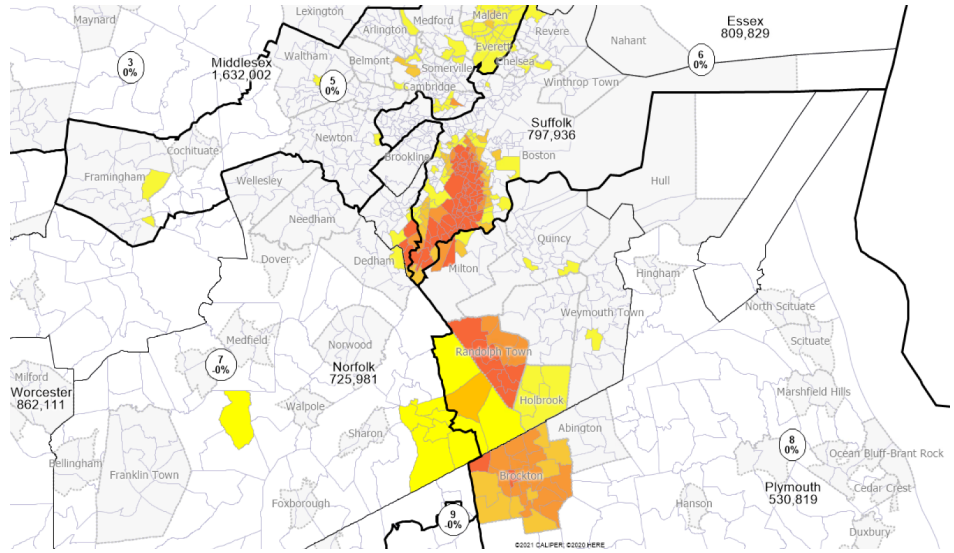 Lexington
Maynard
Arlington
Medford
Malden
Essex
809,829
Revere
Nahant
Everett
Waltham
Belmont
Somerville
Chelsea
3
0%
Middlesex
1,632,002
5
0%
6
0%
Winthrop Town
Cambridge
Suffolk
797,936
Newton
Cochituate
Brookline
Boston
Framingham
Wellesley
Hull
Needham
Quincy
Dover
Dedham
Milton
Hingham
North Scituate
Weymouth Town
Scituate
Medfield
Norwood
Randolph Town
7
-0%
Norfolk
725,981
Milford
Worcester
862,111
Marshfield Hills
Holbrook
Walpole
Abington
Sharon
8
0%
Ocean Bluff-Brant Rock
Bellingham
Franklin Town
Brockton
Plymouth
530,819
Cedar Crest
Foxborough
Hanson
9
-0%
Duxbury
©2021 CALIPER; ©2020 HERE